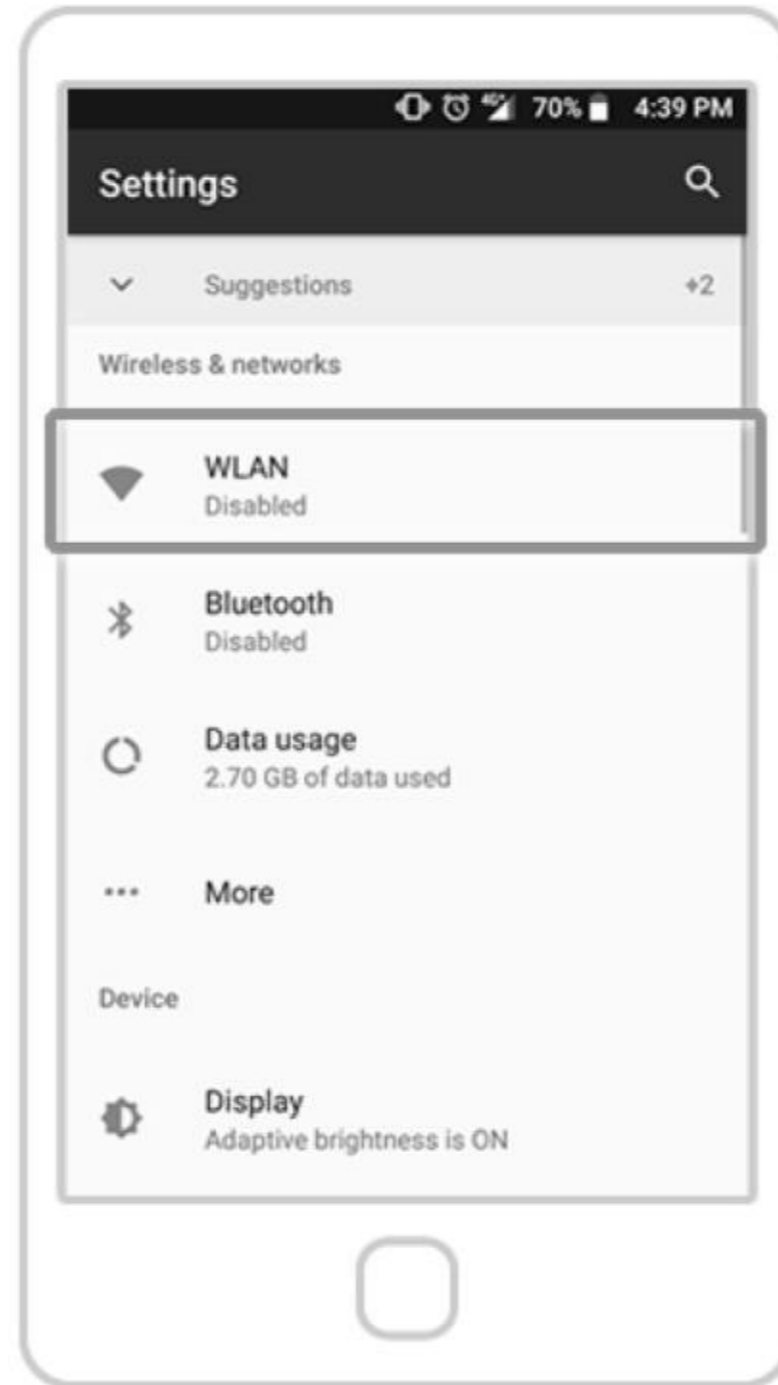 4G+ 70% 4:39 PM
Settings
Suggestions +2
Wireless & networks
WLAN
Disabled
Bluetooth
Disabled
Data usage
2.70 GB of data used
More
Device
Display
Adaptive brightness is ON